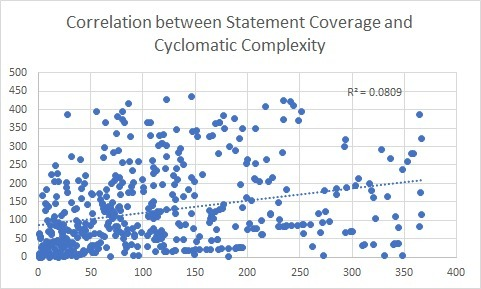 Correlation between Statement Coverage and
Cyclomatic Complexity
500
450
400
350
300
250
200
150
100
50
0
R² = 0.0809
0 50 100 150 200 250 300 350 400